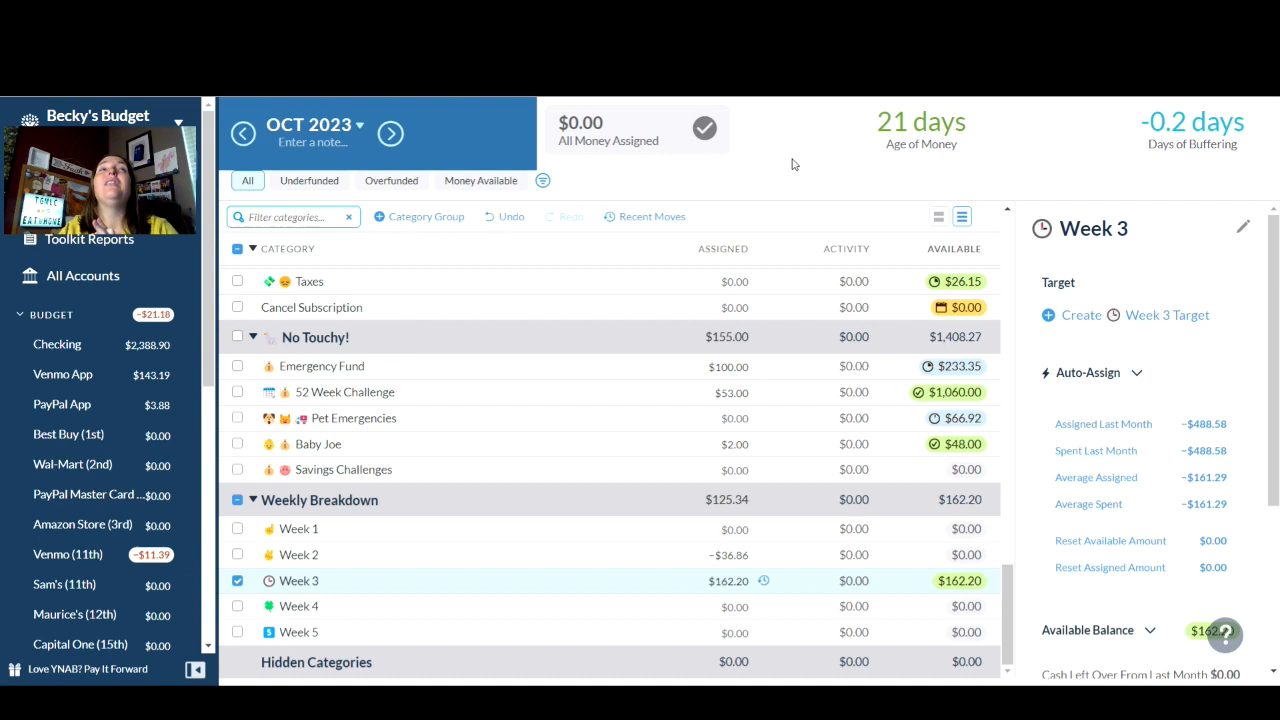 Becky's Budget
TGMLC
EAT@HOME
Toolkit Reports
All Accounts
BUDGET -$21.18
Checking $2,388.90
Venmo App $143.19
PayPal App $3.88
Best Buy (1st) $0.00
Wal-Mart (2nd) $0.00
PayPal Master Card ... $0.00
Amazon Store (3rd) $0.00
Venmo (11th) -$11.39
Sam's (11th) $0.00
Maurice's (12th) $0.00
Capital One (15th) $0.00
Love YNAB? Pay It Forward
OCT 2023
Enter a note...
$0.00
All Money Assigned
21 days
Age of Money
-0.2 days
Days of Buffering
All Underfunded Overfunded Money Available
Filter categories... × Category Group Undo Redo Recent Moves
CATEGORY ASSIGNED ACTIVITY AVAILABLE
Taxes $0.00 $0.00 $26.15
Cancel Subscription $0.00 $0.00 $0.00
No Touchy! $155.00 $0.00 $1,408.27
Emergency Fund $100.00 $0.00 $233.35
52 Week Challenge $53.00 $0.00 $1,060.00
Pet Emergencies $0.00 $0.00 $66.92
Baby Joe $2.00 $0.00 $48.00
Savings Challenges $0.00 $0.00 $0.00
Weekly Breakdown $125.34 $0.00 $162.20
Week 1 $0.00 $0.00 $0.00
Week 2 -$36.86 $0.00 $0.00
Week 3 $162.20 $0.00 $162.20
Week 4 $0.00 $0.00 $0.00
Week 5 $0.00 $0.00 $0.00
Hidden Categories $0.00 $0.00 $0.00
Week 3
Target
Create Week 3 Target
Auto-Assign
Assigned Last Month -$488.58
Spent Last Month -$488.58
Average Assigned -$161.29
Average Spent -$161.29
Reset Available Amount $0.00
Reset Assigned Amount $0.00
Available Balance
?
Cash Left Over From Last Month $0.00